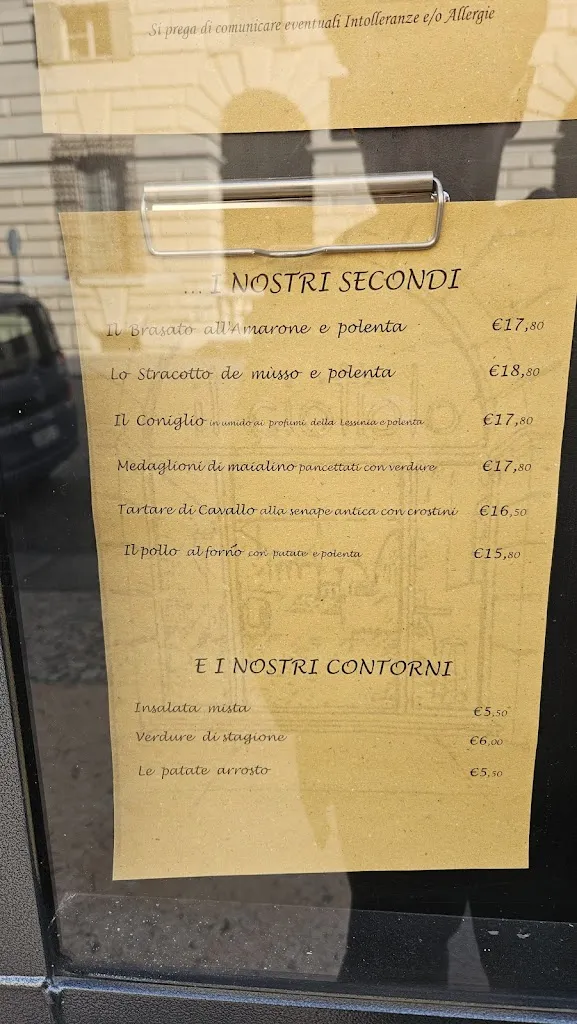 Si prega di comunicare eventuali Intolleranze e/o Allergie
... I NOSTRI SECONDI
Il Brasato all'Amarone e polenta €17,80
Lo Stracotto de mùsso e polenta €18,80
Il Coniglio in umido ai profumi della Lessinia e polenta €17,80
Medaglioni di maialino pancettati con verdure €17,80
Tartare di Cavallo alla senape antica con crostini €16,50
Il pollo al forno con patate e polenta €15,80
E I NOSTRI CONTORNI
Insalata mista €5,50
Verdure di stagione €6,00
Le patate arrosto €5,50